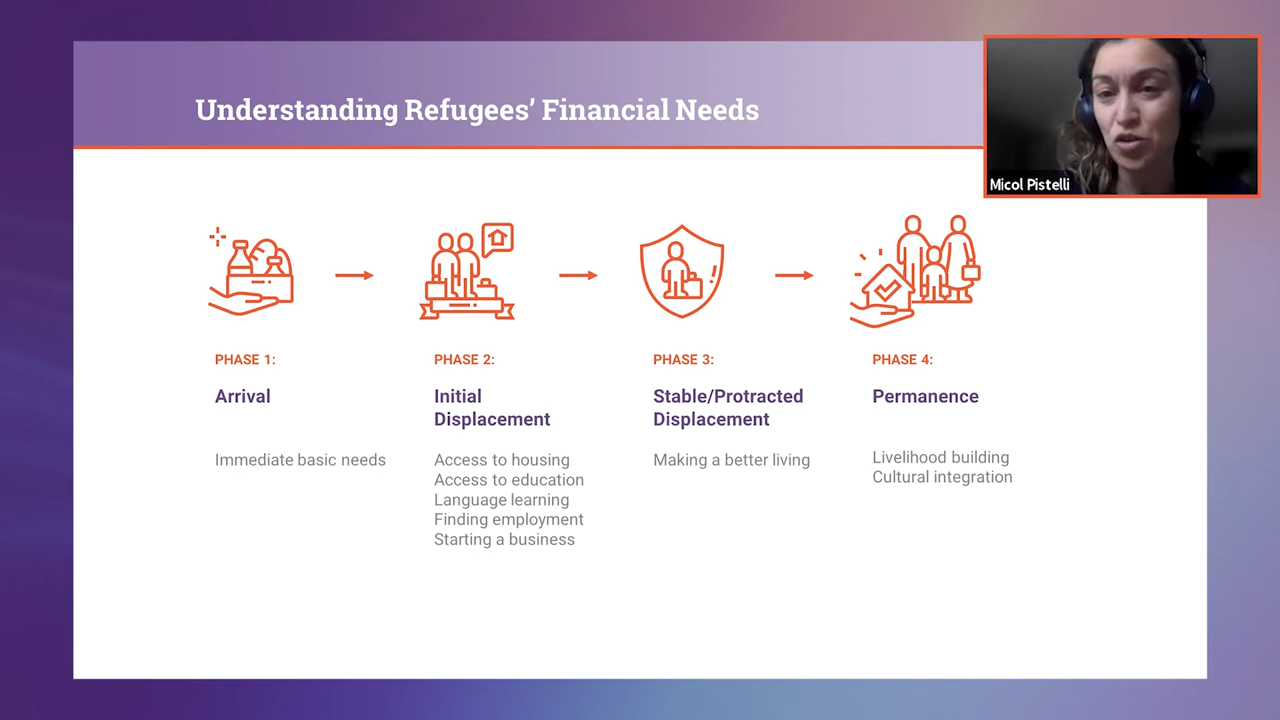 Understanding Refugees’ Financial Needs
Micol Pistelli
PHASE 1:
Arrival
Immediate basic needs
PHASE 2:
Initial
Displacement
Access to housing
Access to education
Language learning
Finding employment
Starting a business
PHASE 3:
Stable/Protracted
Displacement
Making a better living
PHASE 4:
Permanence
Livelihood building
Cultural integration